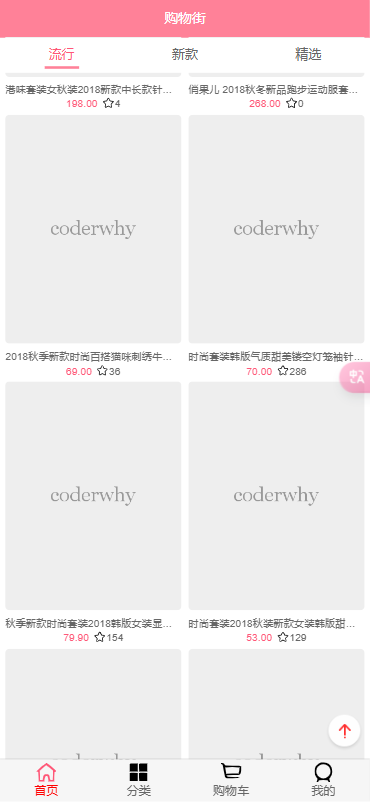 购物街
流行 新款 精选
港味套装女秋装2018新款中长款针... 俏果儿 2018秋冬新品跑步运动服套...
198.00 4 268.00 0
coderwhy coderwhy
2018秋季新款时尚百搭猫咪刺绣牛... 时尚套装韩版气质甜美镂空灯笼袖针...
69.00 36 70.00 286
coderwhy coderwhy
秋季新款时尚套装2018韩版女装显... 时尚套装2018秋装新款女装韩版甜...
79.90 154 53.00 129
首页 分类 购物车 我的